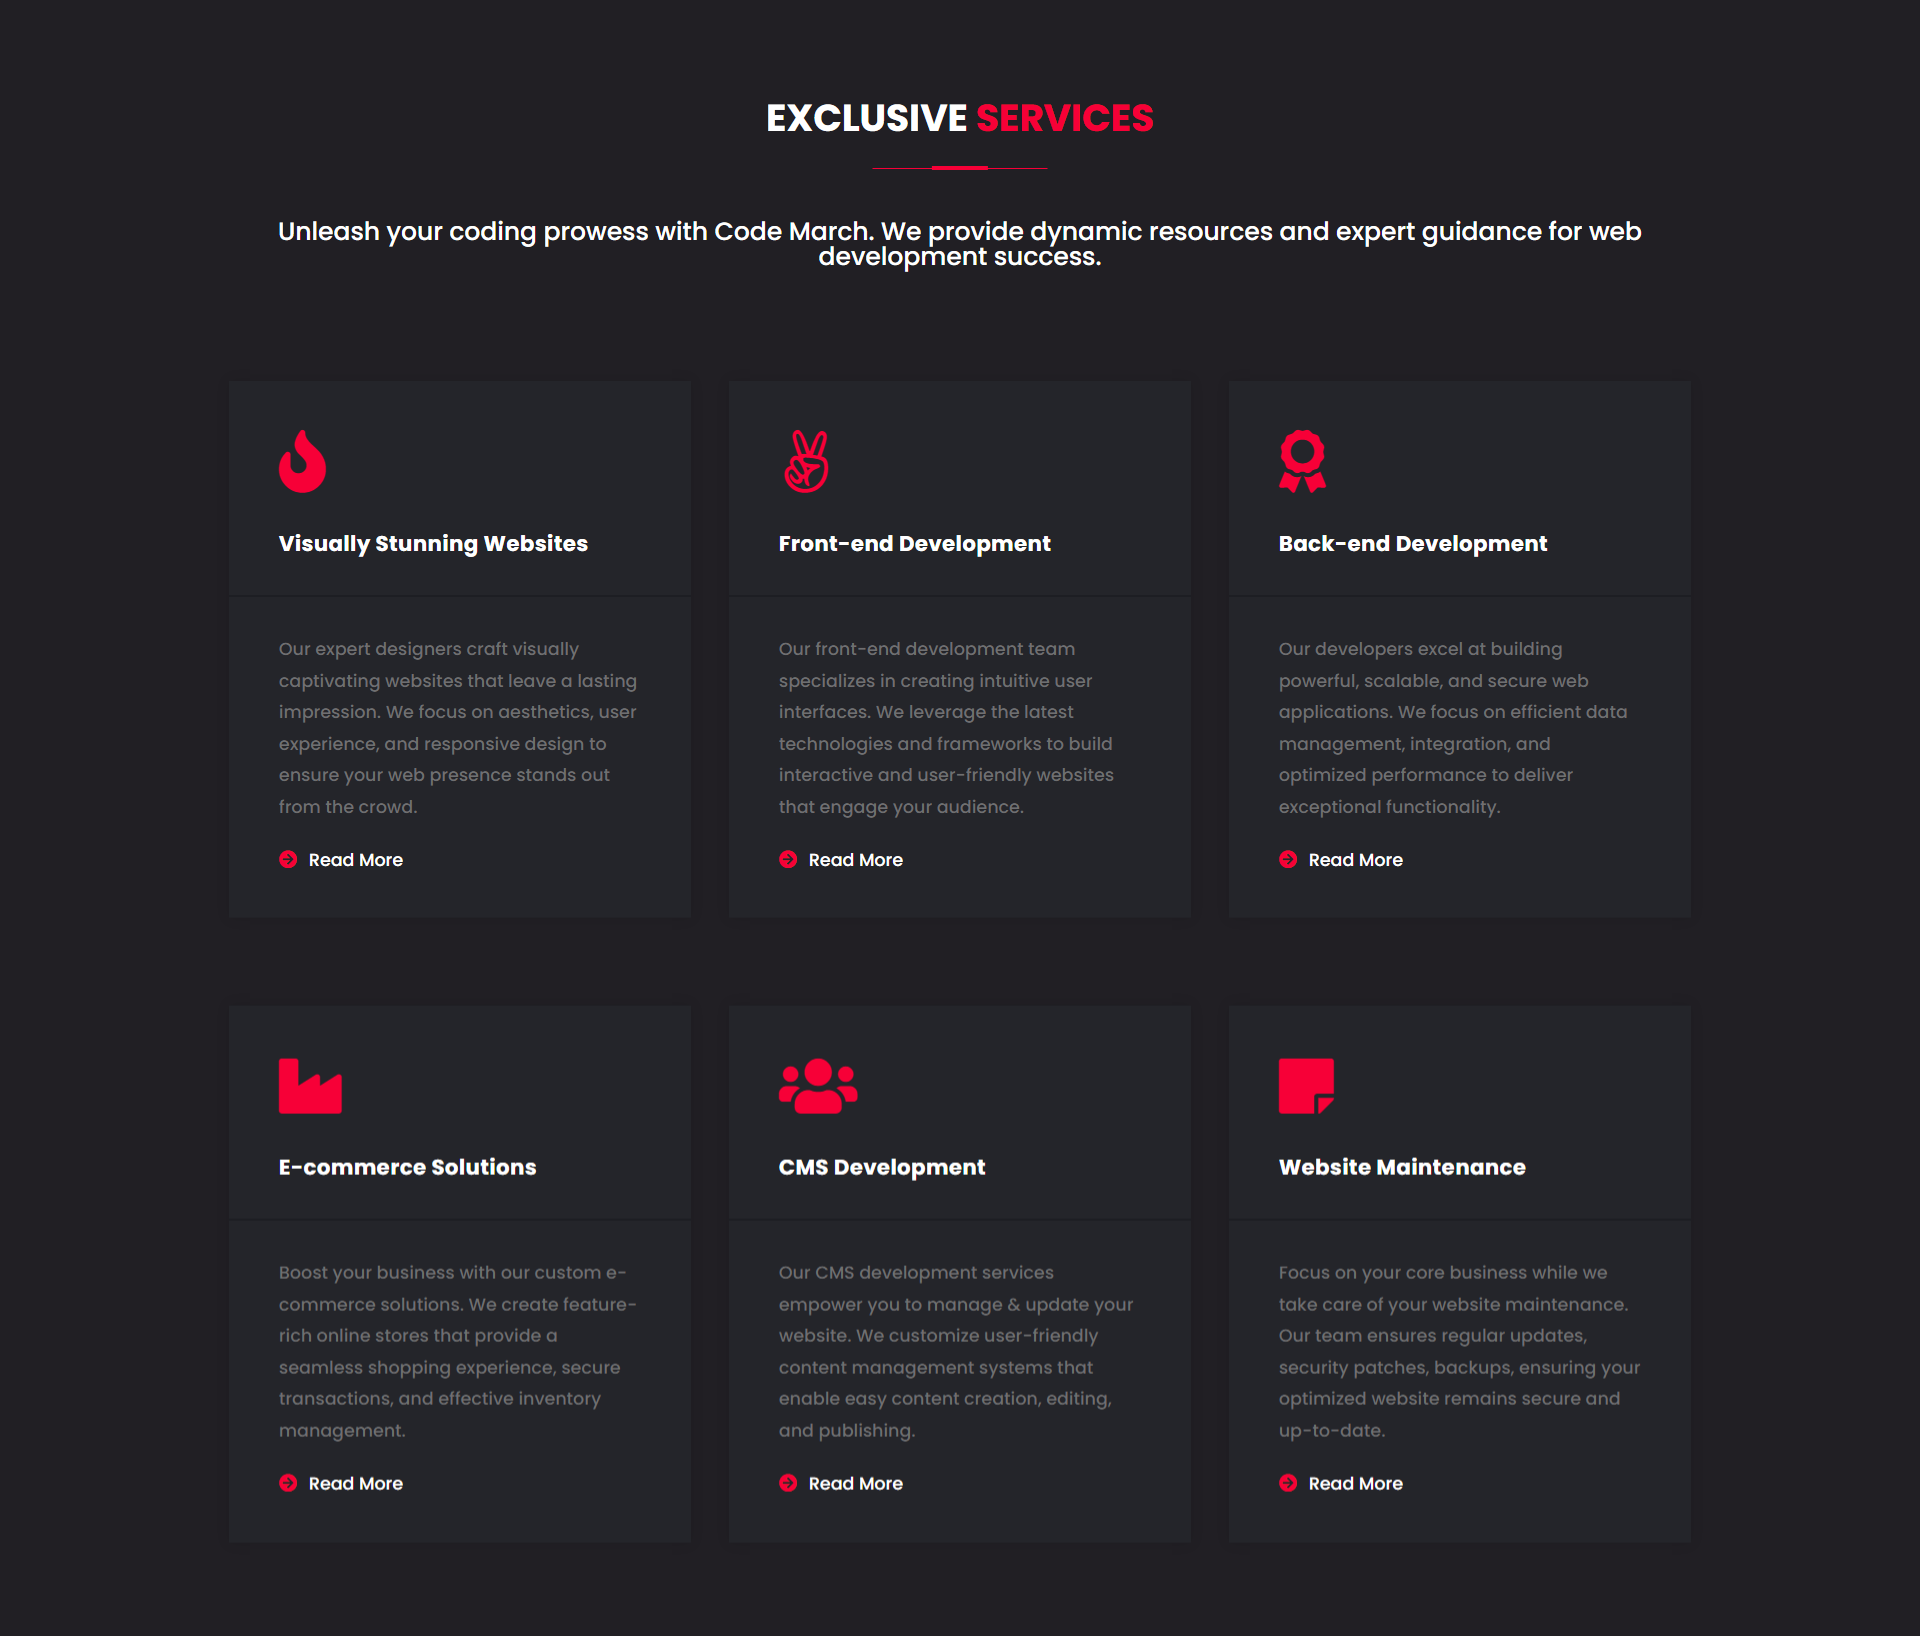 EXCLUSIVE SERVICES
Unleash your coding prowess with Code March. We provide dynamic resources and expert guidance for web
development success.
Visually Stunning Websites
Our expert designers craft visually
captivating websites that leave a lasting
impression. We focus on aesthetics, user
experience, and responsive design to
ensure your web presence stands out
from the crowd.
Read More
Front-end Development
Our front-end development team
specializes in creating intuitive user
interfaces. We leverage the latest
technologies and frameworks to build
interactive and user-friendly websites
that engage your audience.
Read More
Back-end Development
Our developers excel at building
powerful, scalable, and secure web
applications. We focus on efficient data
management, integration, and
optimized performance to deliver
exceptional functionality.
Read More
E-commerce Solutions
Boost your business with our custom e-
commerce solutions. We create feature-
rich online stores that provide a
seamless shopping experience, secure
transactions, and effective inventory
management.
Read More
CMS Development
Our CMS development services
empower you to manage & update your
website. We customize user-friendly
content management systems that
enable easy content creation, editing,
and publishing.
Read More
Website Maintenance
Focus on your core business while we
take care of your website maintenance.
Our team ensures regular updates,
security patches, backups, ensuring your
optimized website remains secure and
up-to-date.
Read More